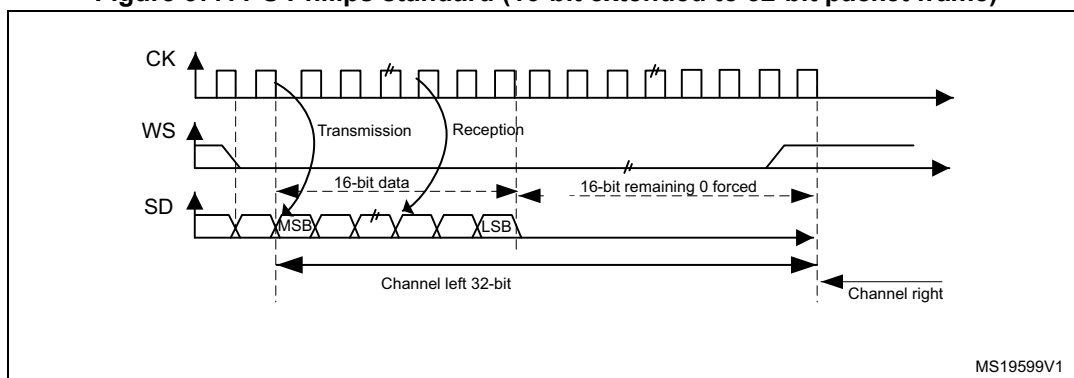 CK
Transmission
Reception
WS
16-bit data
16-bit remaining 0 forced
SD
MSB
LSB
Channel left 32-bit
Channel right
MS19599V1